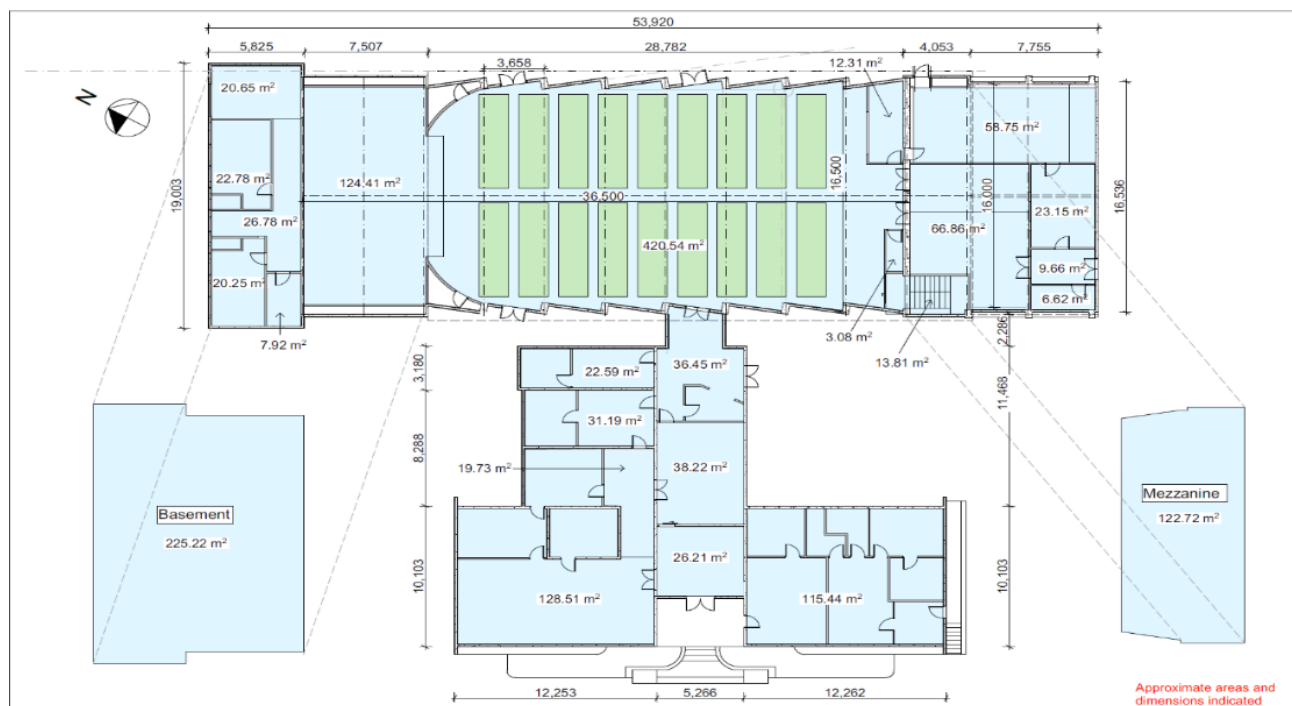 53,920
5,825
7,507
28,782
4,053
7,755
3,658
12.31 m²
N
20.65 m²
58.75 m²
22.78 m²
124.41 m²
16,500
19,003
36,500
16,000
16,536
23.15 m²
26.78 m²
66.86 m²
420.54 m²
9.66 m²
20.25 m²
6.62 m²
7.92 m²
3.08 m²
13.81 m²
2,286
3,180
22.59 m²
36.45 m²
11,468
31.19 m²
8,288
19.73 m²
38.22 m²
Basement
225.22 m²
Mezzanine
122.72 m²
10,103
26.21 m²
10,103
128.51 m²
115.44 m²
12,253
5,266
12,262
Approximate areas and
dimensions indicated